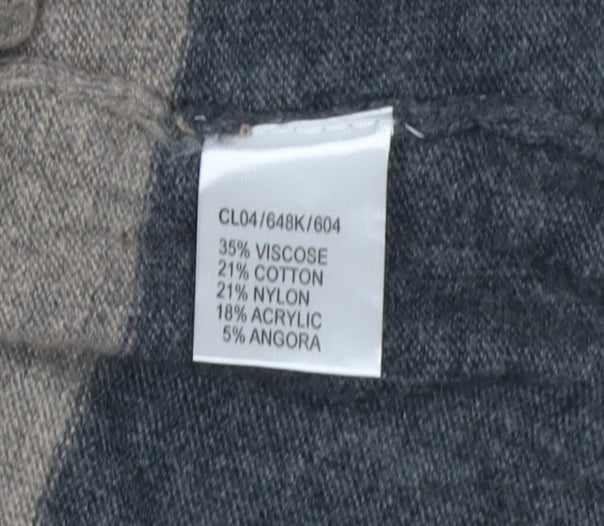 CL04/648K/604
35% VISCOSE
21% COTTON
21% NYLON
18% ACRYLIC
5% ANGORA